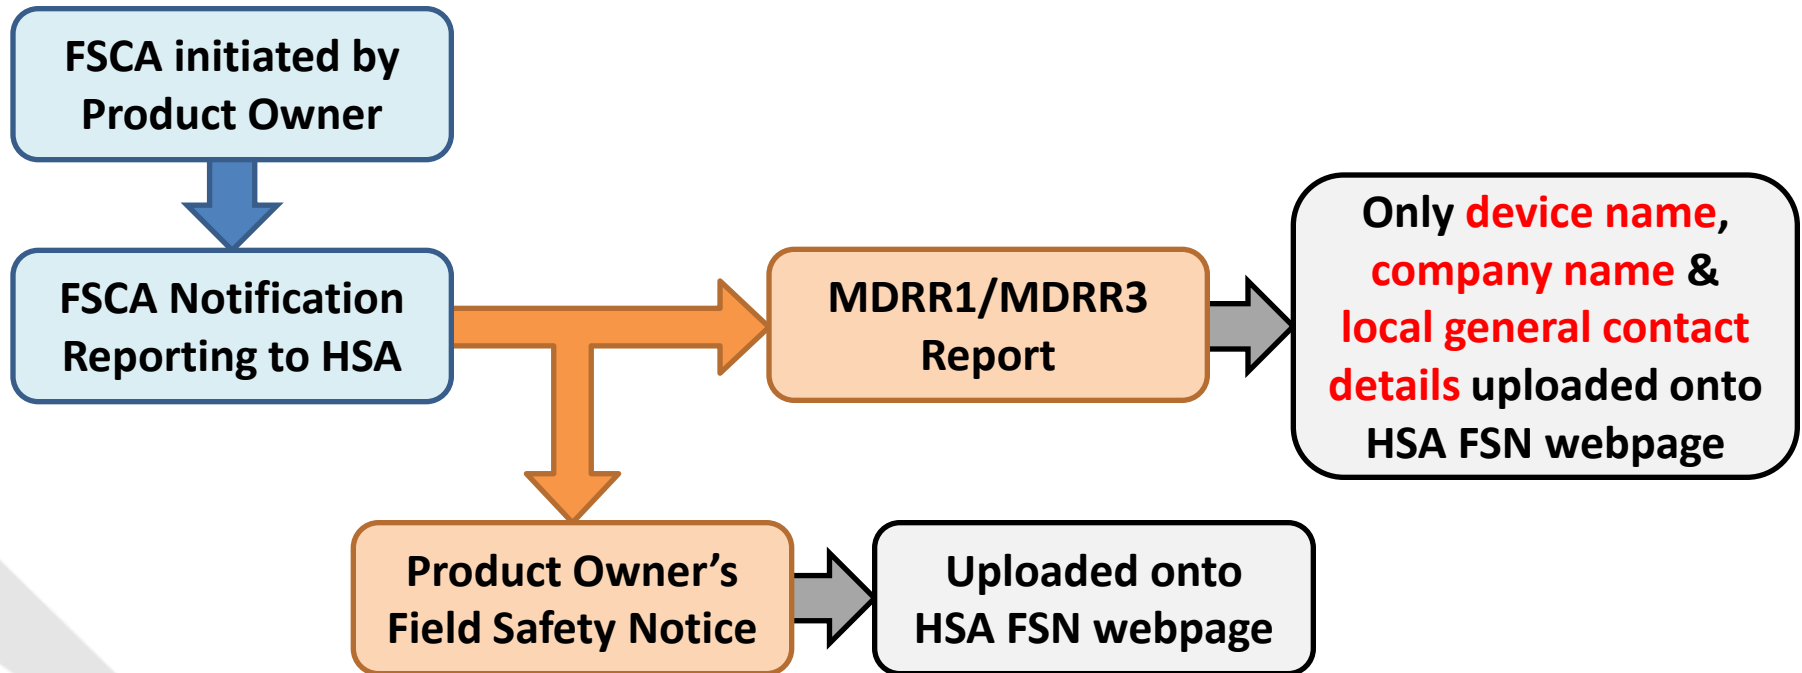 FSCA initiated by
Product Owner
FSCA Notification
Reporting to HSA
MDRR1/MDRR3
Report
Only device name,
company name &
local general contact
details uploaded onto
HSA FSN webpage
Product Owner’s
Field Safety Notice
Uploaded onto
HSA FSN webpage